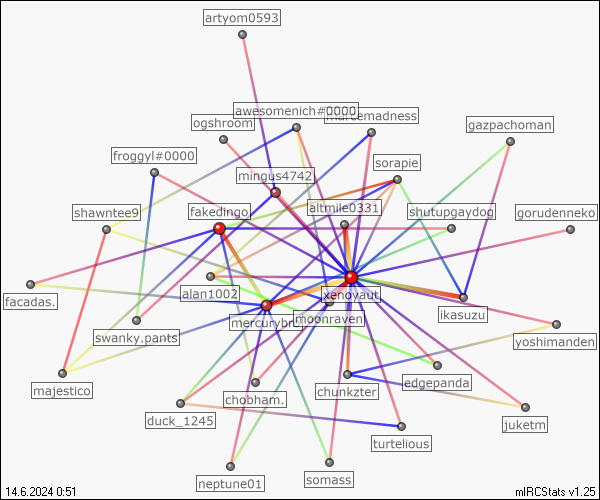 artyom0593
awesomenich#0000
ogshroom
gazpachoman
froggyl#0000
sorapie
mingus4742
shawntee9
fakedingo
altmile0331
shutupgaydog
gorudenneko
alan1002
xenoyaut
facadas.
mercurybru
moonraven
ikasuzu
swanky.pants
yoshimanden
majestico
chobham.
chunkzter
edgepanda
duck_1245
juketm
turtelious
neptune01
somass
14.6.2024 0:51
mIRCStats v1.25